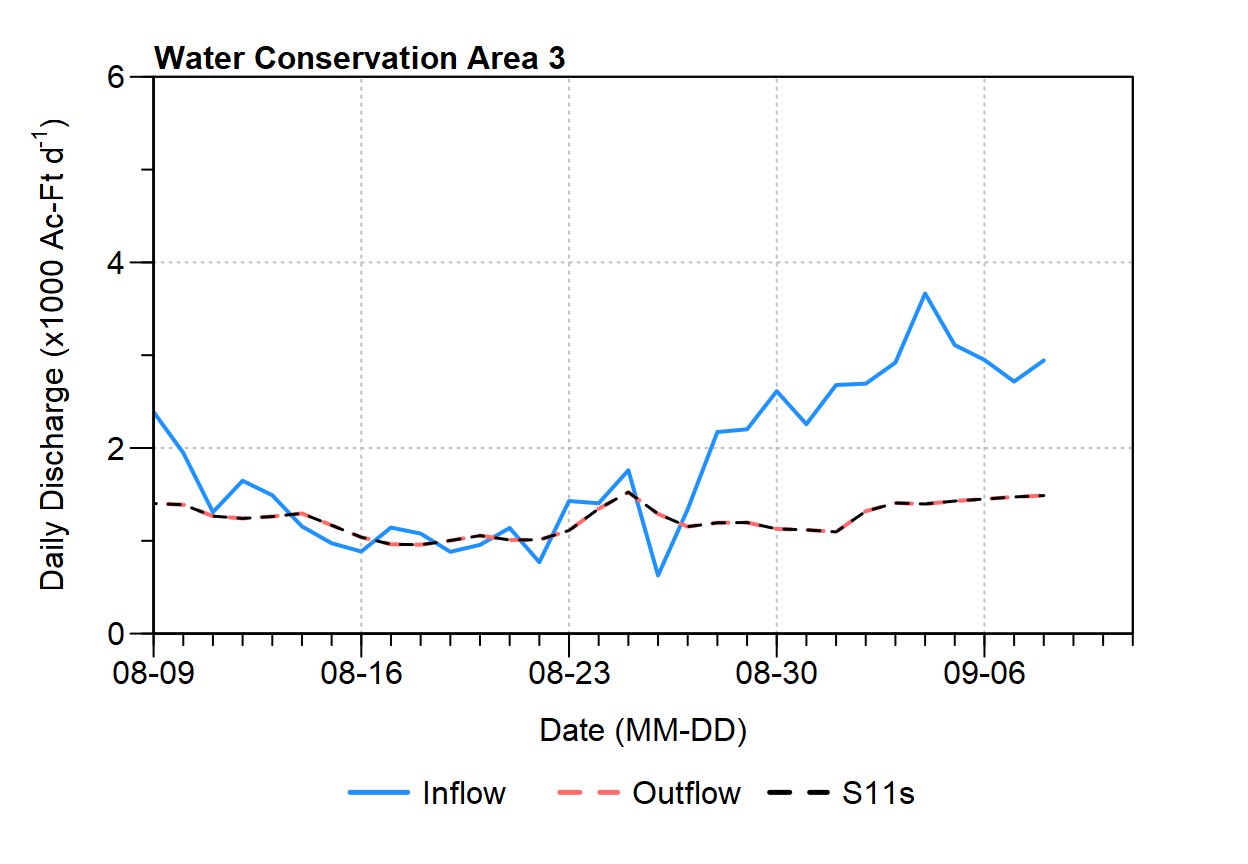 Water Conservation Area 3
Daily Discharge (x1000 Ac-Ft d⁻¹)
6
4
2
0
08-09 08-16 08-23 08-30 09-06
Date (MM-DD)
Inflow Outflow S11s